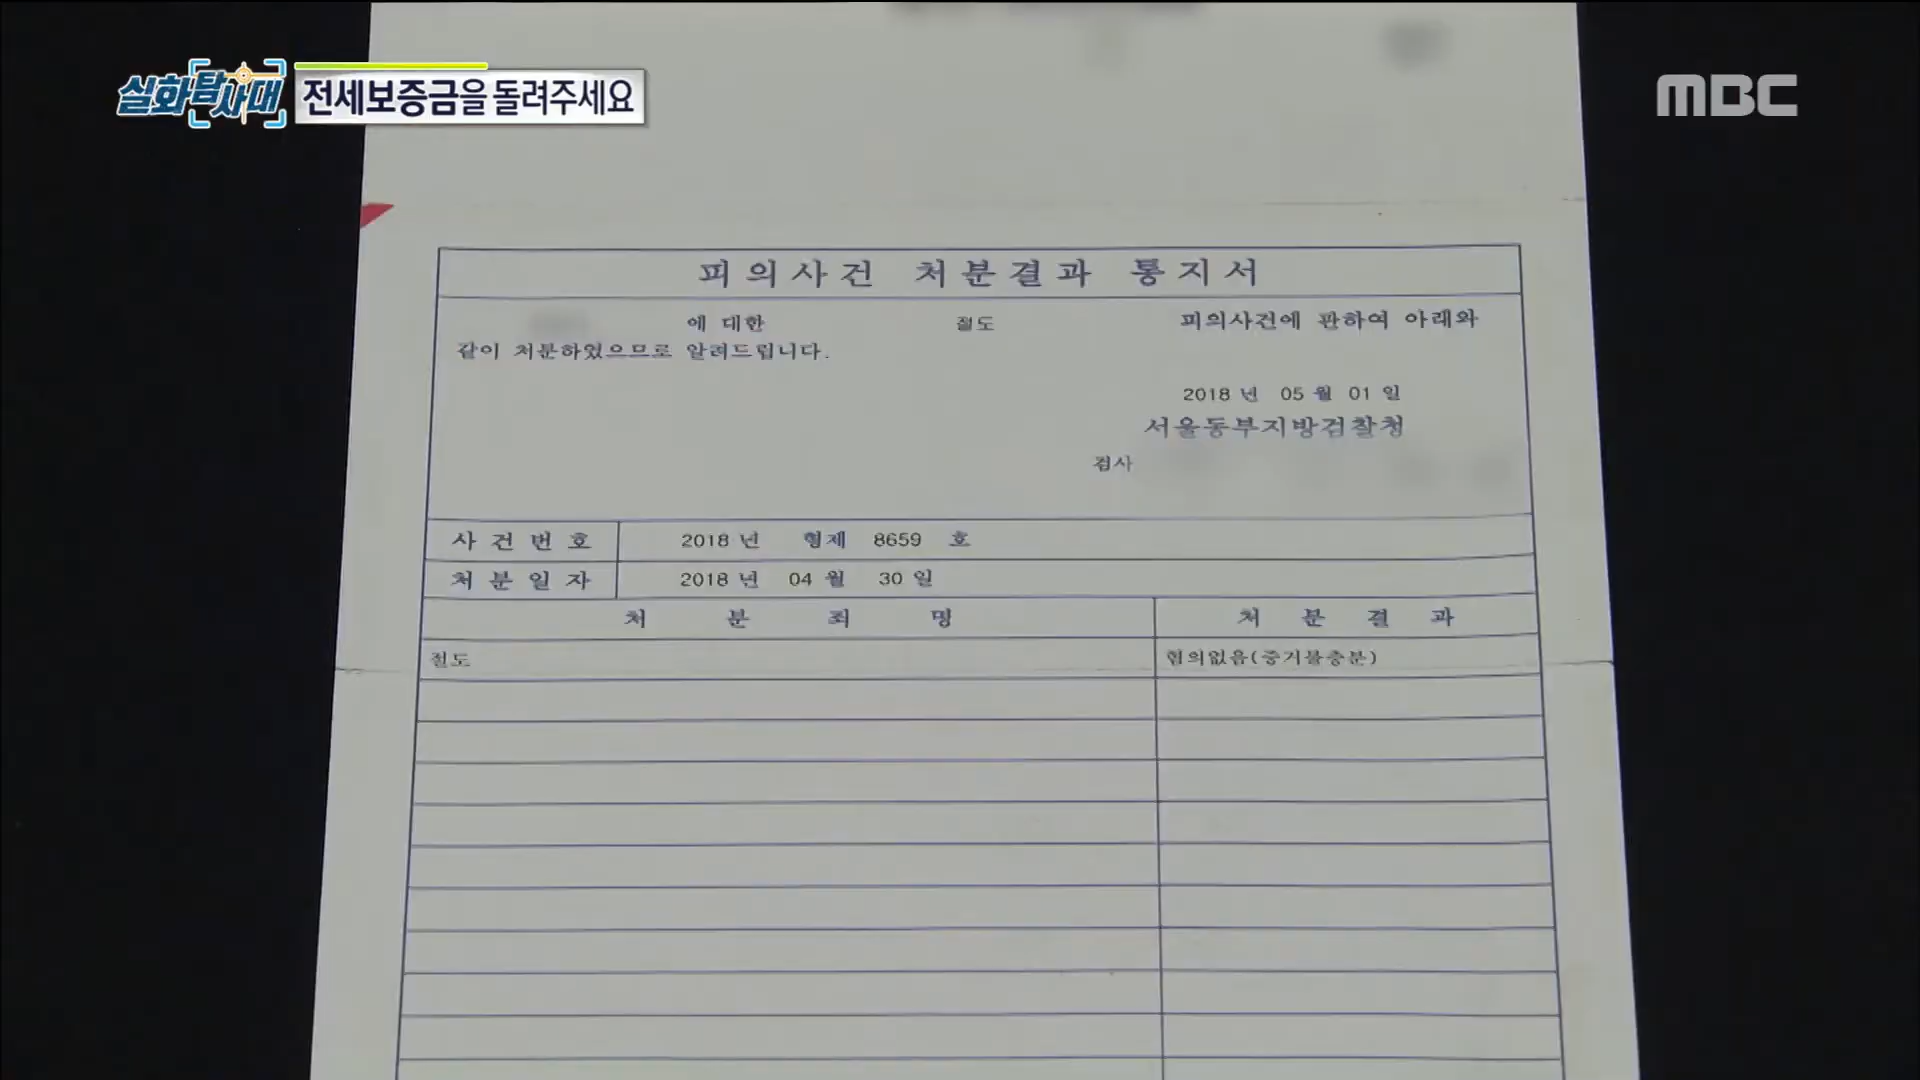 실화탐사대 전세보증금을 돌려주세요
MBC
피의사건 처분결과 통지서
에 대한 절도 피의사건에 관하여 아래와
같이 처분하였으므로 알려드립니다.
2018 년 05 월 01 일
서울동부지방검찰청
검사
사건번호 2018 년 형제 8659 호
처분일자 2018 년 04 월 30 일
처분죄명 처분결과
절도 혐의없음(증거불충분)